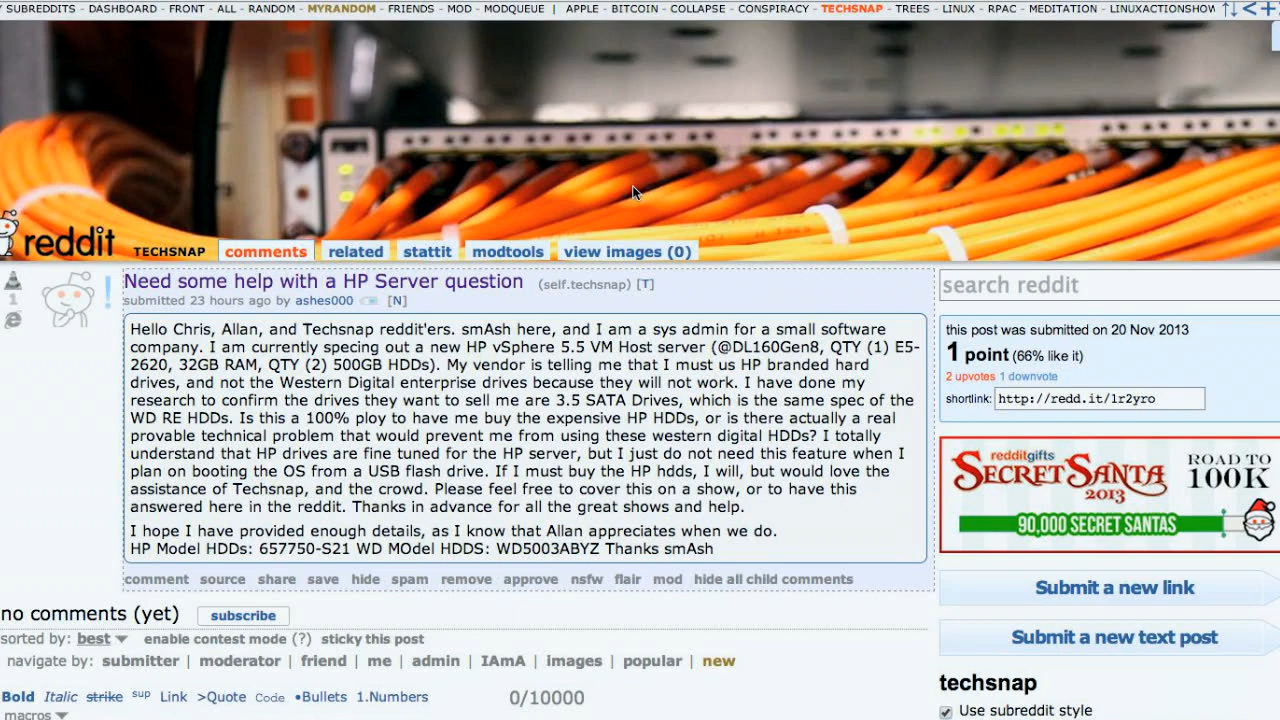 SUBREDDITS - DASHBOARD - FRONT - ALL - RANDOM - MYRANDOM - FRIENDS - MOD - MODQUEUE | APPLE - BITCOIN - COLLAPSE - CONSPIRACY - TECHSNAP - TREES - LINUX - RPAC - MEDITATION - LINUXACTIONSHOW
reddit TECHSNAP comments related stattit modtools view images (0)
Need some help with a HP Server question (self.techsnap) [T]
submitted 23 hours ago by ashes000 [N]
1
Hello Chris, Allan, and Techsnap reddit'ers. smAsh here, and I am a sys admin for a small software
company. I am currently specing out a new HP vSphere 5.5 VM Host server (@DL160Gen8, QTY (1) E5-
2620, 32GB RAM, QTY (2) 500GB HDDs). My vendor is telling me that I must us HP branded hard
drives, and not the Western Digital enterprise drives because they will not work. I have done my
research to confirm the drives they want to sell me are 3.5 SATA Drives, which is the same spec of the
WD RE HDDs. Is this a 100% ploy to have me buy the expensive HP HDDs, or is there actually a real
provable technical problem that would prevent me from using these western digital HDDs? I totally
understand that HP drives are fine tuned for the HP server, but I just do not need this feature when I
plan on booting the OS from a USB flash drive. If I must buy the HP hdds, I will, but would love the
assistance of Techsnap, and the crowd. Please feel free to cover this on a show, or to have this
answered here in the reddit. Thanks in advance for all the great shows and help.
I hope I have provided enough details, as I know that Allan appreciates when we do.
HP Model HDDs: 657750-S21 WD MOdel HDDS: WD5003ABYZ Thanks smAsh
comment source share save hide spam remove approve nsfw flair mod hide all child comments
no comments (yet) subscribe
sorted by: best enable contest mode (?) sticky this post
navigate by: submitter | moderator | friend | me | admin | IAmA | images | popular | new
Bold Italic strike sup Link >Quote Code •Bullets 1.Numbers 0/10000
macros
search reddit
this post was submitted on 20 Nov 2013
1 point (66% like it)
2 upvotes 1 downvote
shortlink: http://redd.it/1r2yro
redditgifts
SECRET SANTA
2013
ROAD TO
100K
90,000 SECRET SANTAS
Submit a new link
Submit a new text post
techsnap
Use subreddit style